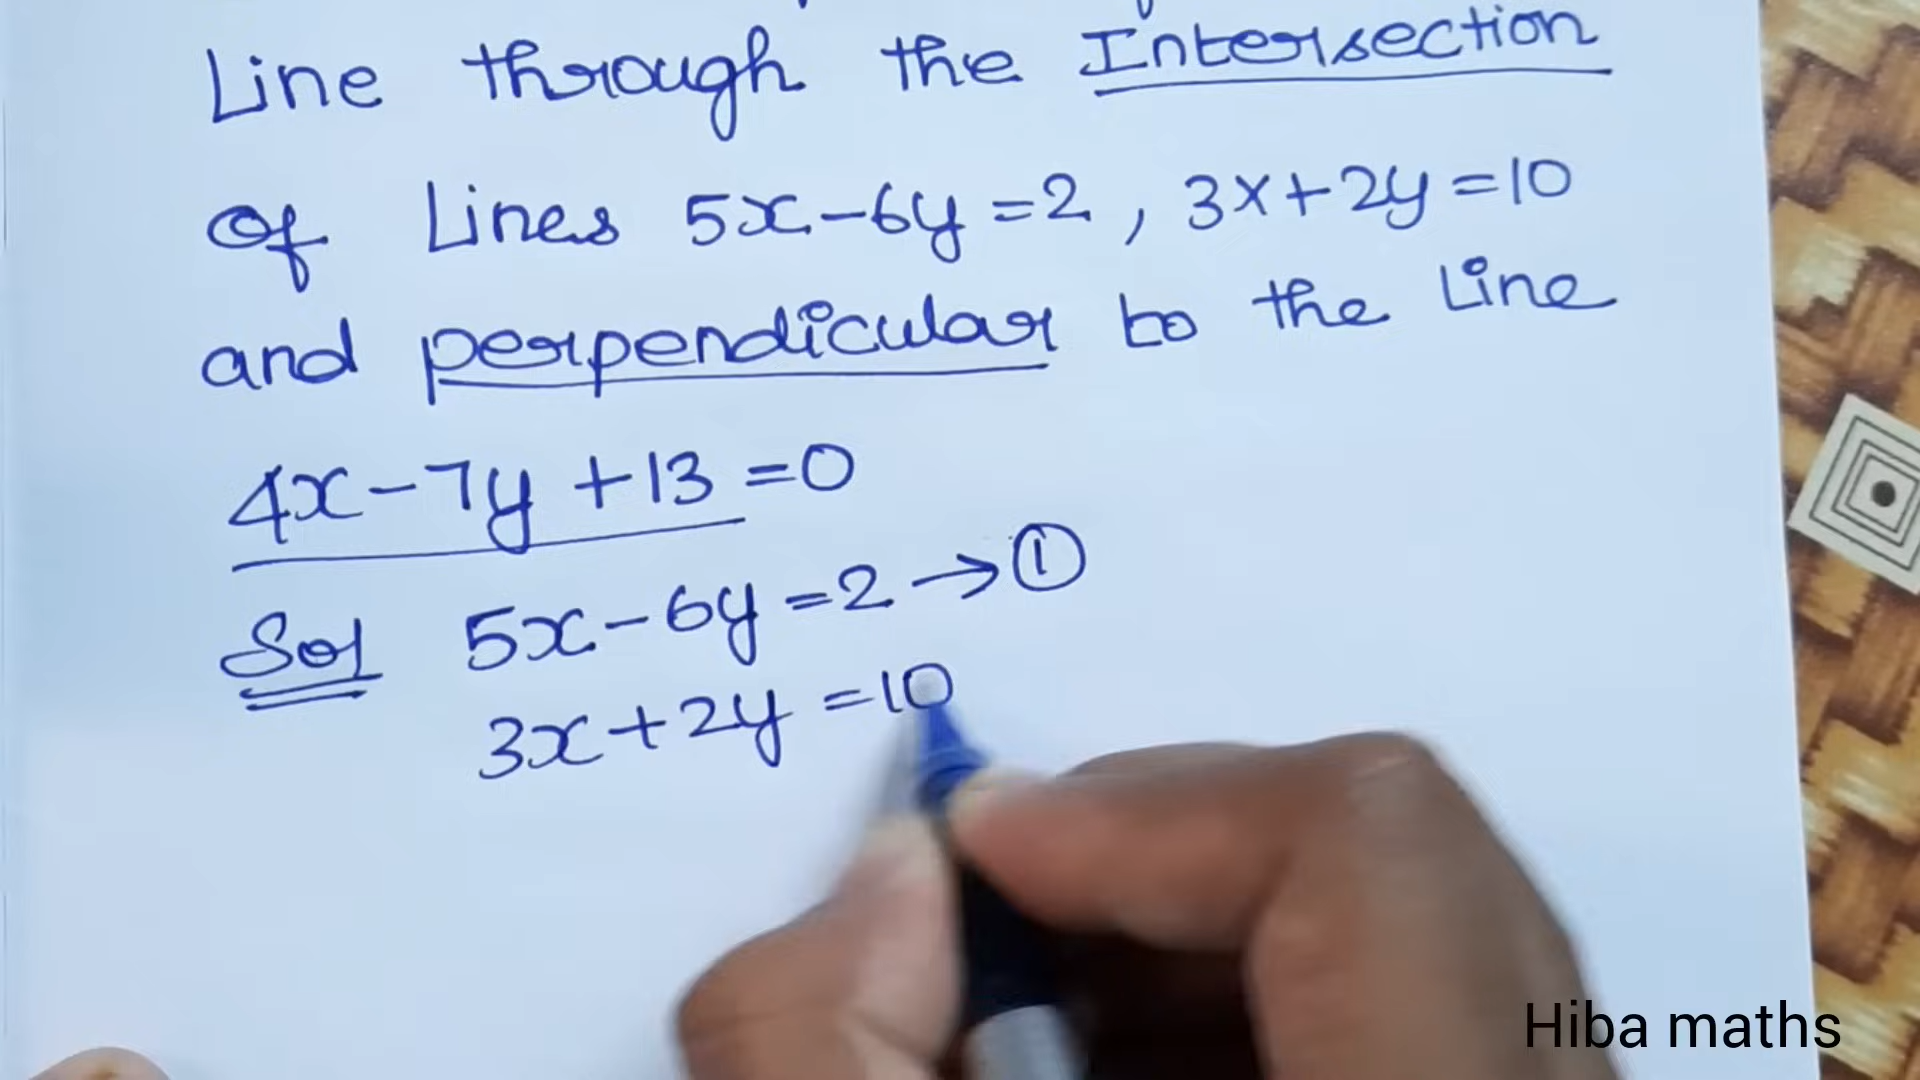 Line through the Intersection
of Lines 5x-6y=2, 3x+2y=10
and perpendicular to the Line
4x-7y+13=0
Sol 5x-6y=2→①
3x+2y=10
Hiba maths